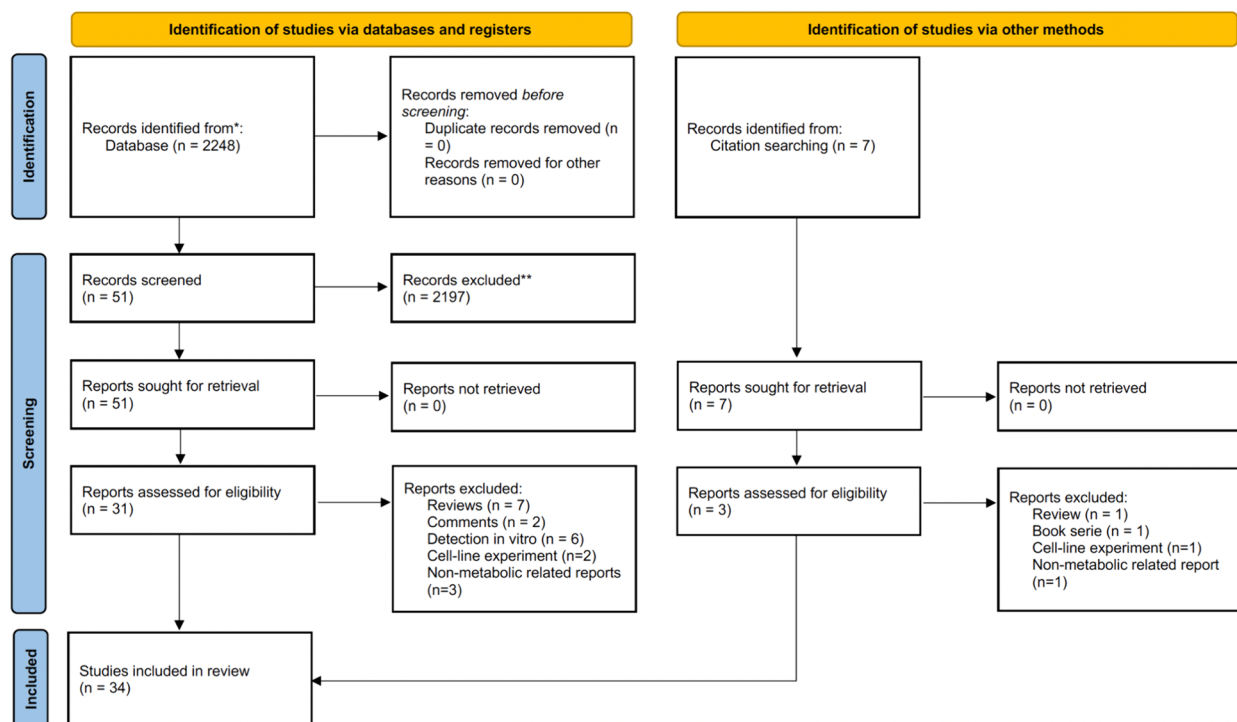 Identification of studies via databases and registers
Identification of studies via other methods
Identification
Records identified from*:
Database (n = 2248)
Records removed before
screening:
Duplicate records removed (n
= 0)
Records removed for other
reasons (n = 0)
Records identified from:
Citation searching (n = 7)
Screening
Records screened
(n = 51)
Records excluded**
(n = 2197)
Reports sought for retrieval
(n = 51)
Reports not retrieved
(n = 0)
Reports sought for retrieval
(n = 7)
Reports not retrieved
(n = 0)
Reports assessed for eligibility
(n = 31)
Reports excluded:
Reviews (n = 7)
Comments (n = 2)
Detection in vitro (n = 6)
Cell-line experiment (n=2)
Non-metabolic related reports
(n=3)
Reports assessed for eligibility
(n = 3)
Reports excluded:
Review (n = 1)
Book serie (n = 1)
Cell-line experiment (n=1)
Non-metabolic related report
(n=1)
Included
Studies included in review
(n = 34)